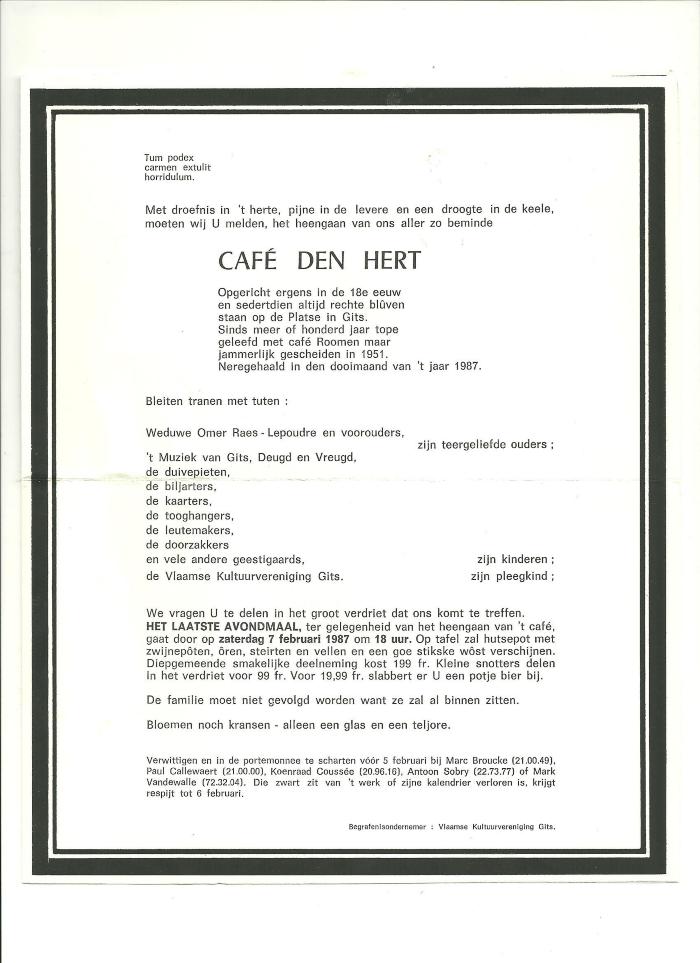 Tum podex
carmen extulit
horridulum.
Met droefnis in 't herte, pijne in de levere en een droogte in de keele,
moeten wij U melden, het heengaan van ons aller zo beminde
CAFÉ DEN HERT
Opgericht ergens in de 18e eeuw
en sedertdien altijd rechte blûven
staan op de Platse in Gits.
Sinds meer of honderd jaar tope
geleefd met café Roomen maar
jammerlijk gescheiden in 1951.
Neregehaald in den dooimaand van 't jaar 1987.
Bleiten tranen met tuten :
Weduwe Omer Raes - Lepoudre en voorouders,
zijn teergeliefde ouders ;
't Muziek van Gits, Deugd en Vreugd,
de duivepieten,
de biljarters,
de kaarters,
de tooghangers,
de leutemakers,
de doorzakkers
en vele andere geestigaards, zijn kinderen ;
de Vlaamse Kultuurvereniging Gits. zijn pleegkind ;
We vragen U te delen in het groot verdriet dat ons komt te treffen.
HET LAATSTE AVONDMAAL, ter gelegenheid van het heengaan van 't café,
gaat door op zaterdag 7 februari 1987 om 18 uur. Op tafel zal hutsepot met
zwijnepôten, ôren, steirten en vellen en een goe stikske wôst verschijnen.
Diepgemeende smakelijke deelneming kost 199 fr. Kleine snotters delen
in het verdriet voor 99 fr. Voor 19,99 fr. slabbert er U een potje bier bij.
De familie moet niet gevolgd worden want ze zal al binnen zitten.
Bloemen noch kransen - alleen een glas en een teljore.
Verwittigen en in de portemonnee te scharten vóór 5 februari bij Marc Broucke (21.00.49),
Paul Callewaert (21.00.00), Koenraad Coussée (20.96.16), Antoon Sobry (22.73.77) of Mark
Vandewalle (72.32.04). Die zwart zit van 't werk of zijne kalendrier verloren is, krijgt
respijt tot 6 februari.
Begrafenisondernemer : Vlaamse Kultuurvereniging Gits.